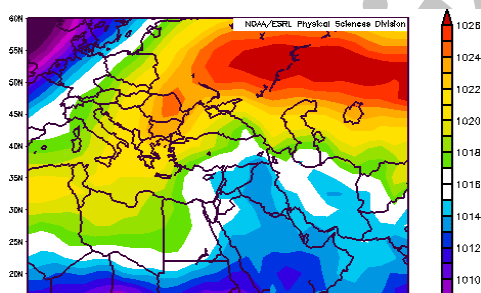 NOAA/ESRL Physical Sciences Division
60N
55N
50N
45N
40N
35N
30N
25N
20N
1026
1024
1022
1020
1018
1016
1014
1012
1010